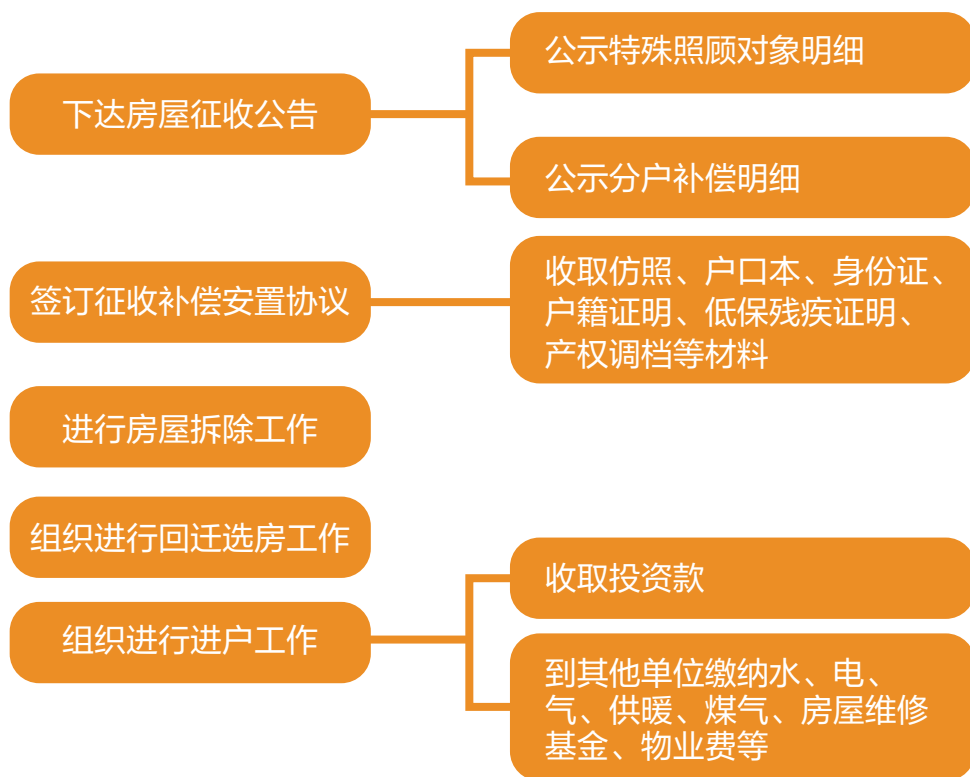 下达房屋征收公告
公示特殊照顾对象明细
公示分户补偿明细
签订征收补偿安置协议
收取仿照、户口本、身份证、
户籍证明、低保残疾证明、
产权调档等材料
进行房屋拆除工作
组织进行回迁选房工作
组织进行进户工作
收取投资款
到其他单位缴纳水、电、
气、供暖、煤气、房屋维修
基金、物业费等